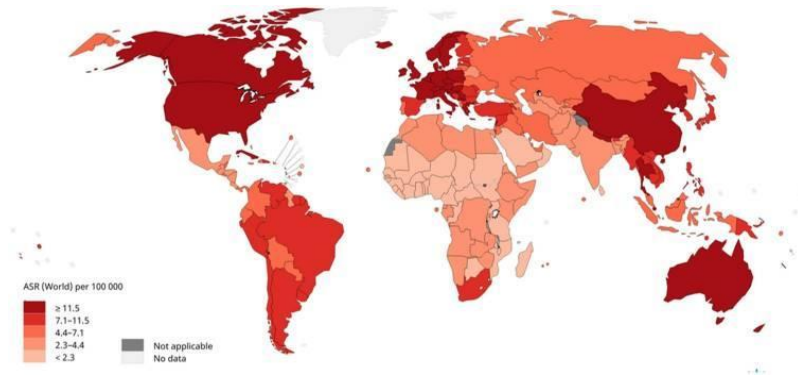 ASR (World) per 100 000
≥ 11.5
7.1–11.5
4.4–7.1
2.3–4.4
< 2.3
Not applicable
No data